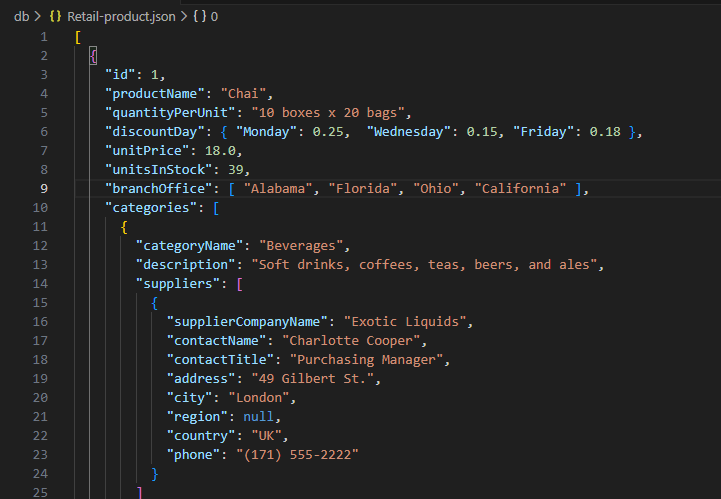 db > {} Retail-product.json > { } 0
1 [
2 {
3 "id": 1,
4 "productName": "Chai",
5 "quantityPerUnit": "10 boxes x 20 bags",
6 "discountDay": { "Monday": 0.25,  "Wednesday": 0.15, "Friday": 0.18 },
7 "unitPrice": 18.0,
8 "unitsInStock": 39,
9 "branchOffice": [ "Alabama", "Florida", "Ohio", "California" ],
10 "categories": [
11 {
12 "categoryName": "Beverages",
13 "description": "Soft drinks, coffees, teas, beers, and ales",
14 "suppliers": [
15 {
16 "supplierCompanyName": "Exotic Liquids",
17 "contactName": "Charlotte Cooper",
18 "contactTitle": "Purchasing Manager",
19 "address": "49 Gilbert St.",
20 "city": "London",
21 "region": null,
22 "country": "UK",
23 "phone": "(171) 555-2222"
24 }
25 ]